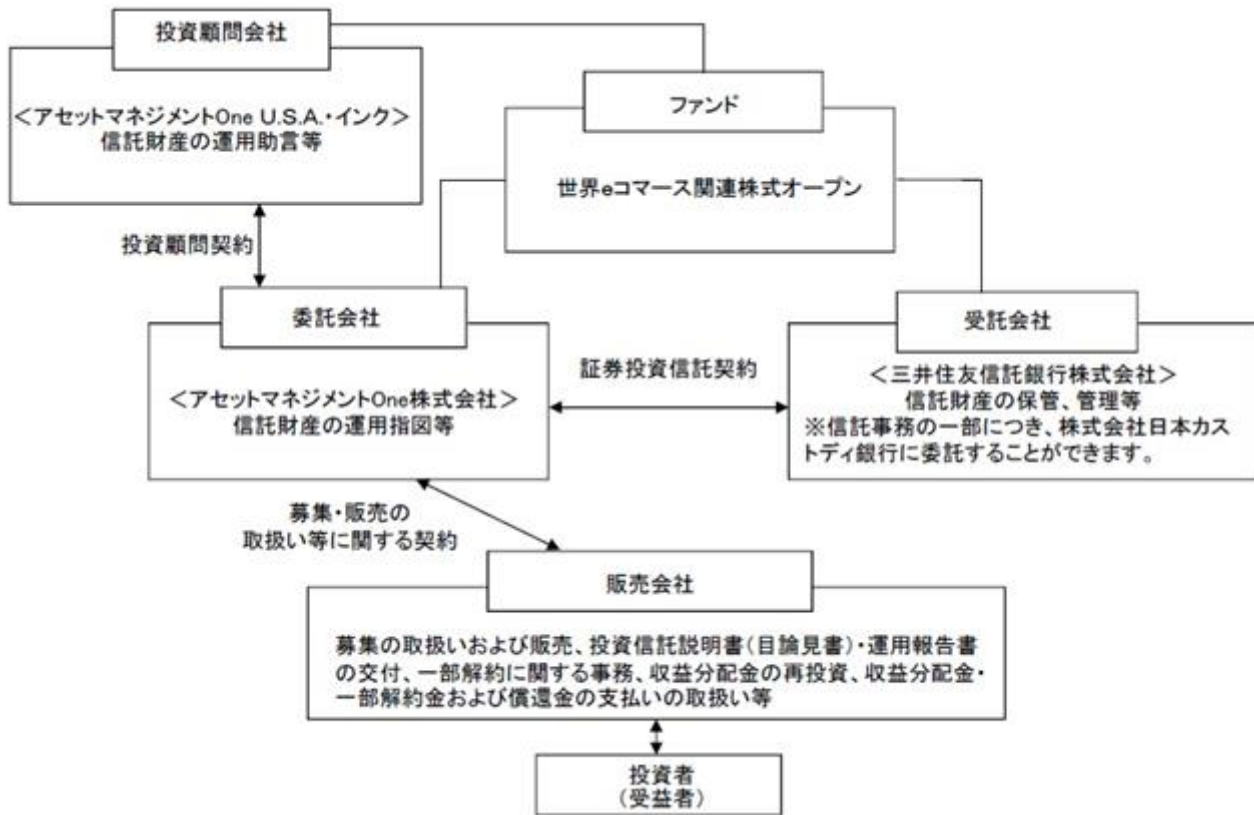 投資顧問会社
<アセットマネジメントOne U.S.A.・インク>
信託財産の運用助言等
ファンド
世界eコマース関連株式オープン
投資顧問契約
委託会社
<アセットマネジメントOne株式会社>
信託財産の運用指図等
証券投資信託契約
受託会社
<三井住友信託銀行株式会社>
信託財産の保管、管理等
※信託事務の一部につき、株式会社日本カス
トディ銀行に委託することができます。
募集・販売の
取扱い等に関する契約
販売会社
募集の取扱いおよび販売、投資信託説明書(目論見書)・運用報告書
の交付、一部解約に関する事務、収益分配金の再投資、収益分配金・
一部解約金および償還金の支払いの取扱い等
投資者
(受益者)